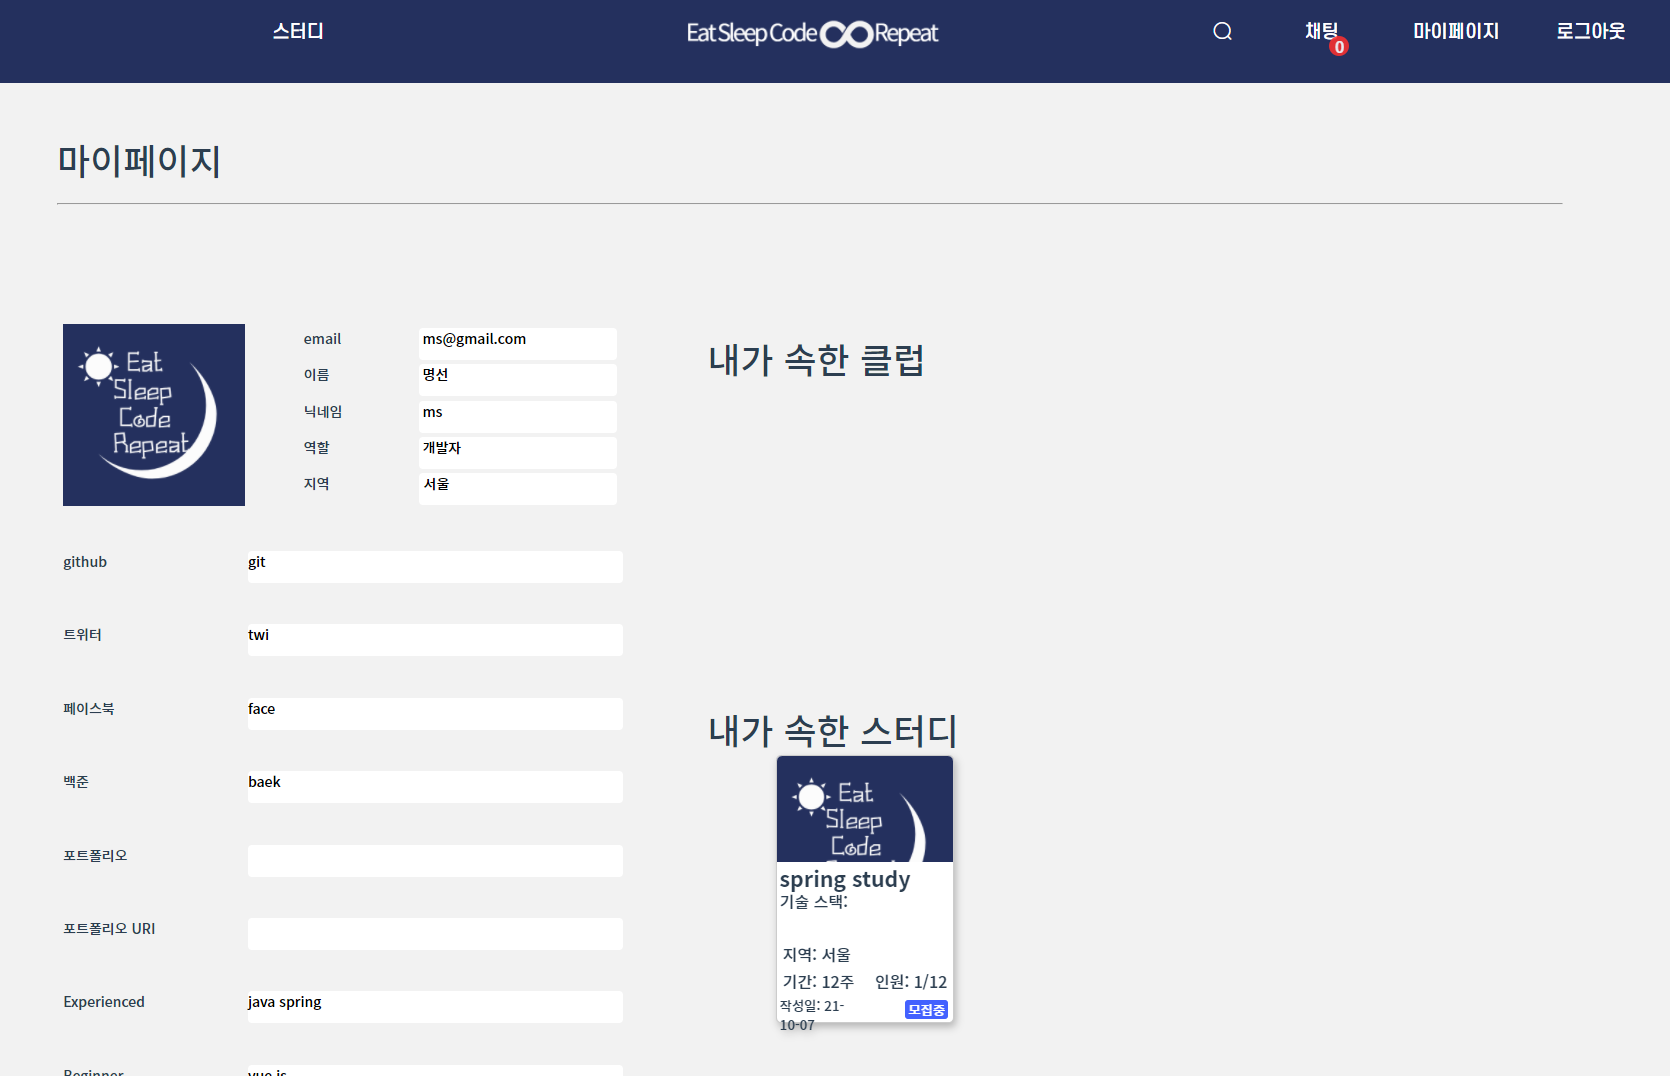 스터디
Eat Sleep Code Repeat
채팅
0
마이페이지
로그아웃
마이페이지
Eat
Sleep
Code
Repeat
email
ms@gmail.com
이름
명선
닉네임
ms
역할
개발자
지역
서울
github
git
트위터
twi
페이스북
face
백준
baek
포트폴리오
포트폴리오 URI
Experienced
java spring
Beginner
vue js
내가 속한 클럽
내가 속한 스터디
Eat
Sleep
Code
spring study
기술 스택:
지역: 서울
기간: 12주
인원: 1/12
작성일: 21-
10-07
모집중